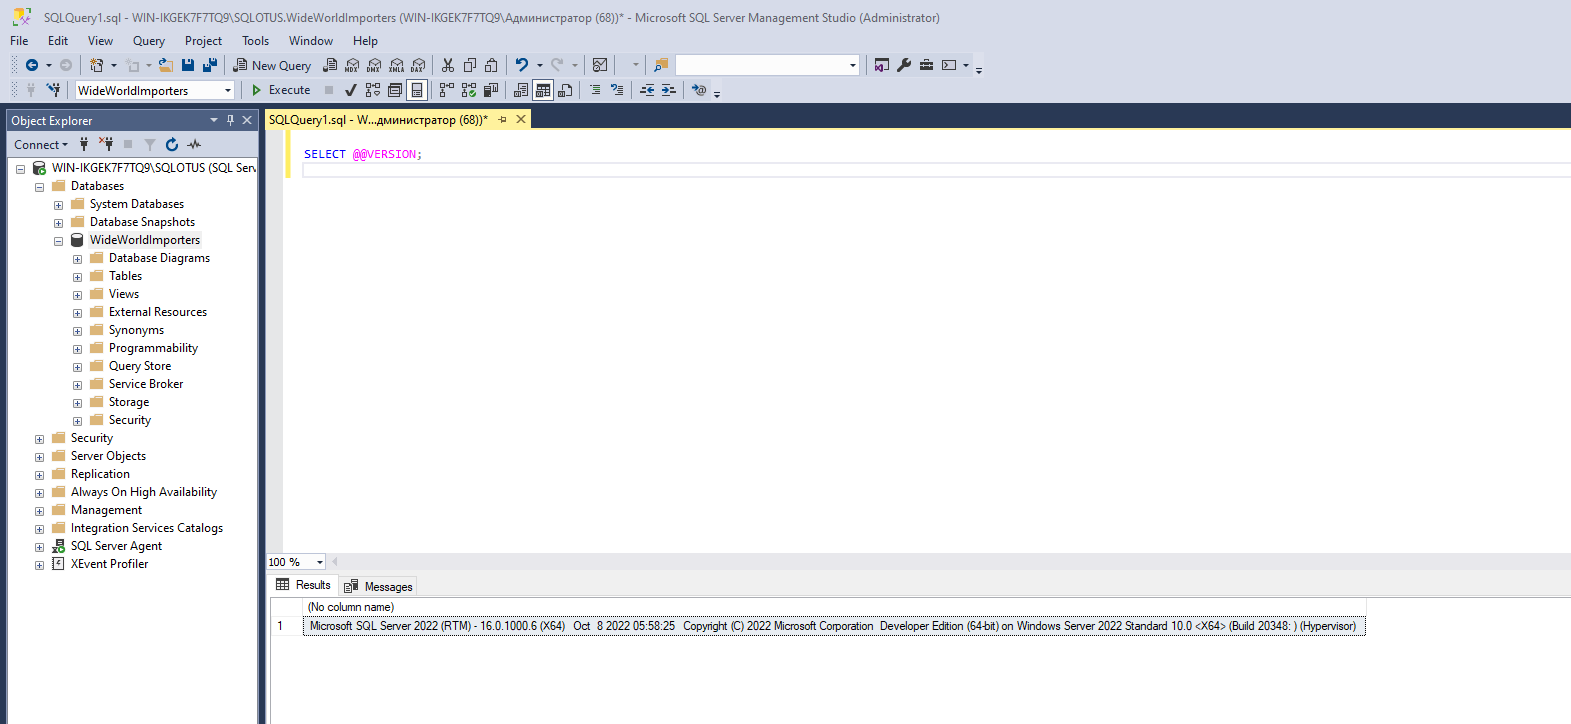 SQLQuery1.sql - WIN-IKGEK7F7TQ9\SQLOTUS.WideWorldImporters (WIN-IKGEK7F7TQ9\Администратор (68))* - Microsoft SQL Server Management Studio (Administrator)
File Edit View Query Project Tools Window Help
New Query MDX DMX XMLA DAX
WideWorldImporters Execute
Object Explorer
SQLQuery1.sql - W...дминистратор (68))*
Connect
SELECT @@VERSION;
WIN-IKGEK7F7TQ9\SQLOTUS (SQL Serv
Databases
System Databases
Database Snapshots
WideWorldImporters
Database Diagrams
Tables
Views
External Resources
Synonyms
Programmability
Query Store
Service Broker
Storage
Security
Security
Server Objects
Replication
Always On High Availability
Management
Integration Services Catalogs
SQL Server Agent
XEvent Profiler
100 %
Results Messages
(No column name)
1 Microsoft SQL Server 2022 (RTM) - 16.0.1000.6 (X64) Oct 8 2022 05:58:25 Copyright (C) 2022 Microsoft Corporation Developer Edition (64-bit) on Windows Server 2022 Standard 10.0 <X64> (Build 20348: ) (Hypervisor)